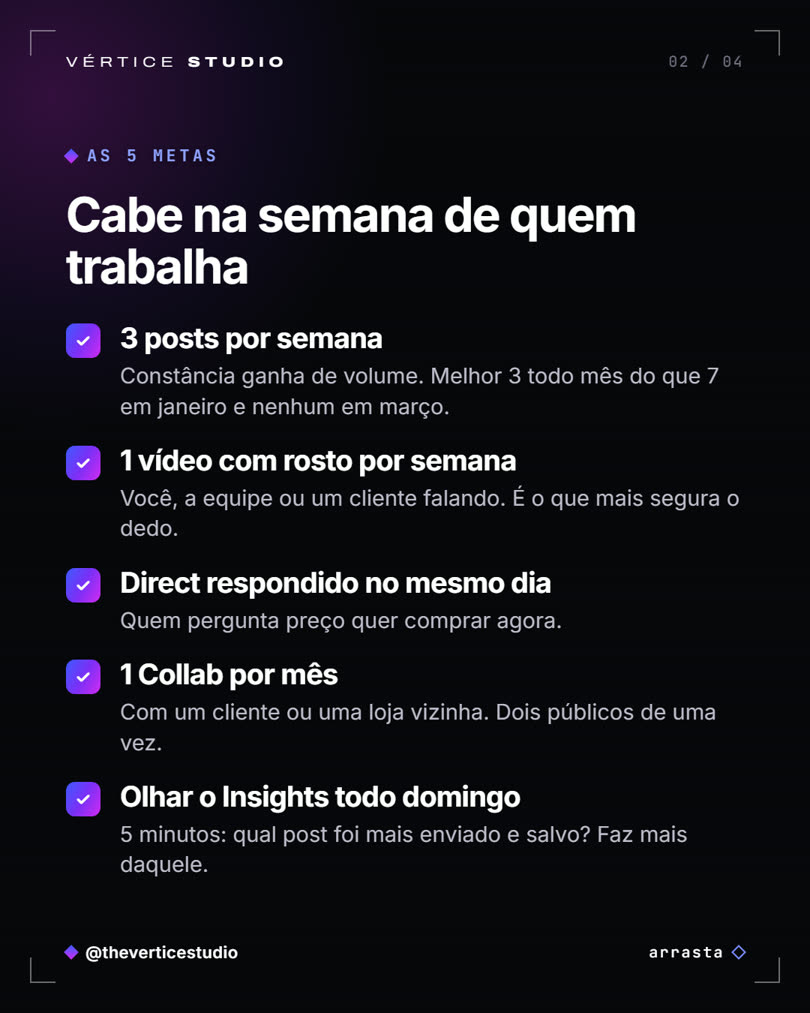 VÉRTICE STUDIO
02 / 04
AS 5 METAS
Cabe na semana de quem
trabalha
3 posts por semana
Constância ganha de volume. Melhor 3 todo mês do que 7
em janeiro e nenhum em março.
1 vídeo com rosto por semana
Você, a equipe ou um cliente falando. É o que mais segura o
dedo.
Direct respondido no mesmo dia
Quem pergunta preço quer comprar agora.
1 Collab por mês
Com um cliente ou uma loja vizinha. Dois públicos de uma
vez.
Olhar o Insights todo domingo
5 minutos: qual post foi mais enviado e salvo? Faz mais
daquele.
@theverticestudio
arrasta